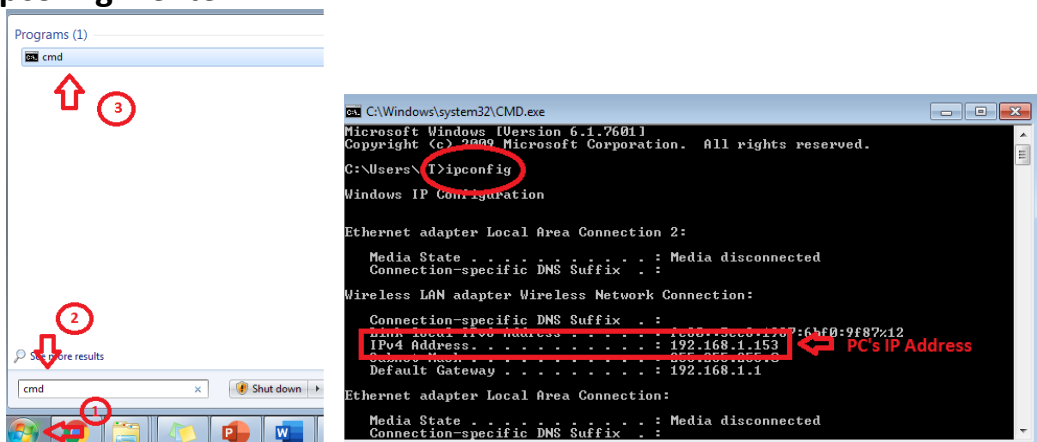 Programs (1)
cmd
3
2
See more results
cmd
Shut down
1
C:\Windows\system32\CMD.exe
Microsoft Windows [Version 6.1.7601]
Copyright (c) 2009 Microsoft Corporation. All rights reserved.
C:\Users\ T>ipconfig
Windows IP Configuration
Ethernet adapter Local Area Connection 2:
Media State . . . . . . . . . . . : Media disconnected
Connection-specific DNS Suffix . :
Wireless LAN adapter Wireless Network Connection:
Connection-specific DNS Suffix . :
Address . . . . . :
IPv4 Address. . . . . . . . . . . : 192.168.1.153
PC's IP Address
Subnet Mask . . . . . . . . . . . :
Default Gateway . . . . . . . . . : 192.168.1.1
Ethernet adapter Local Area Connection:
Media State . . . . . . . . . . . : Media disconnected
Connection-specific DNS Suffix . :